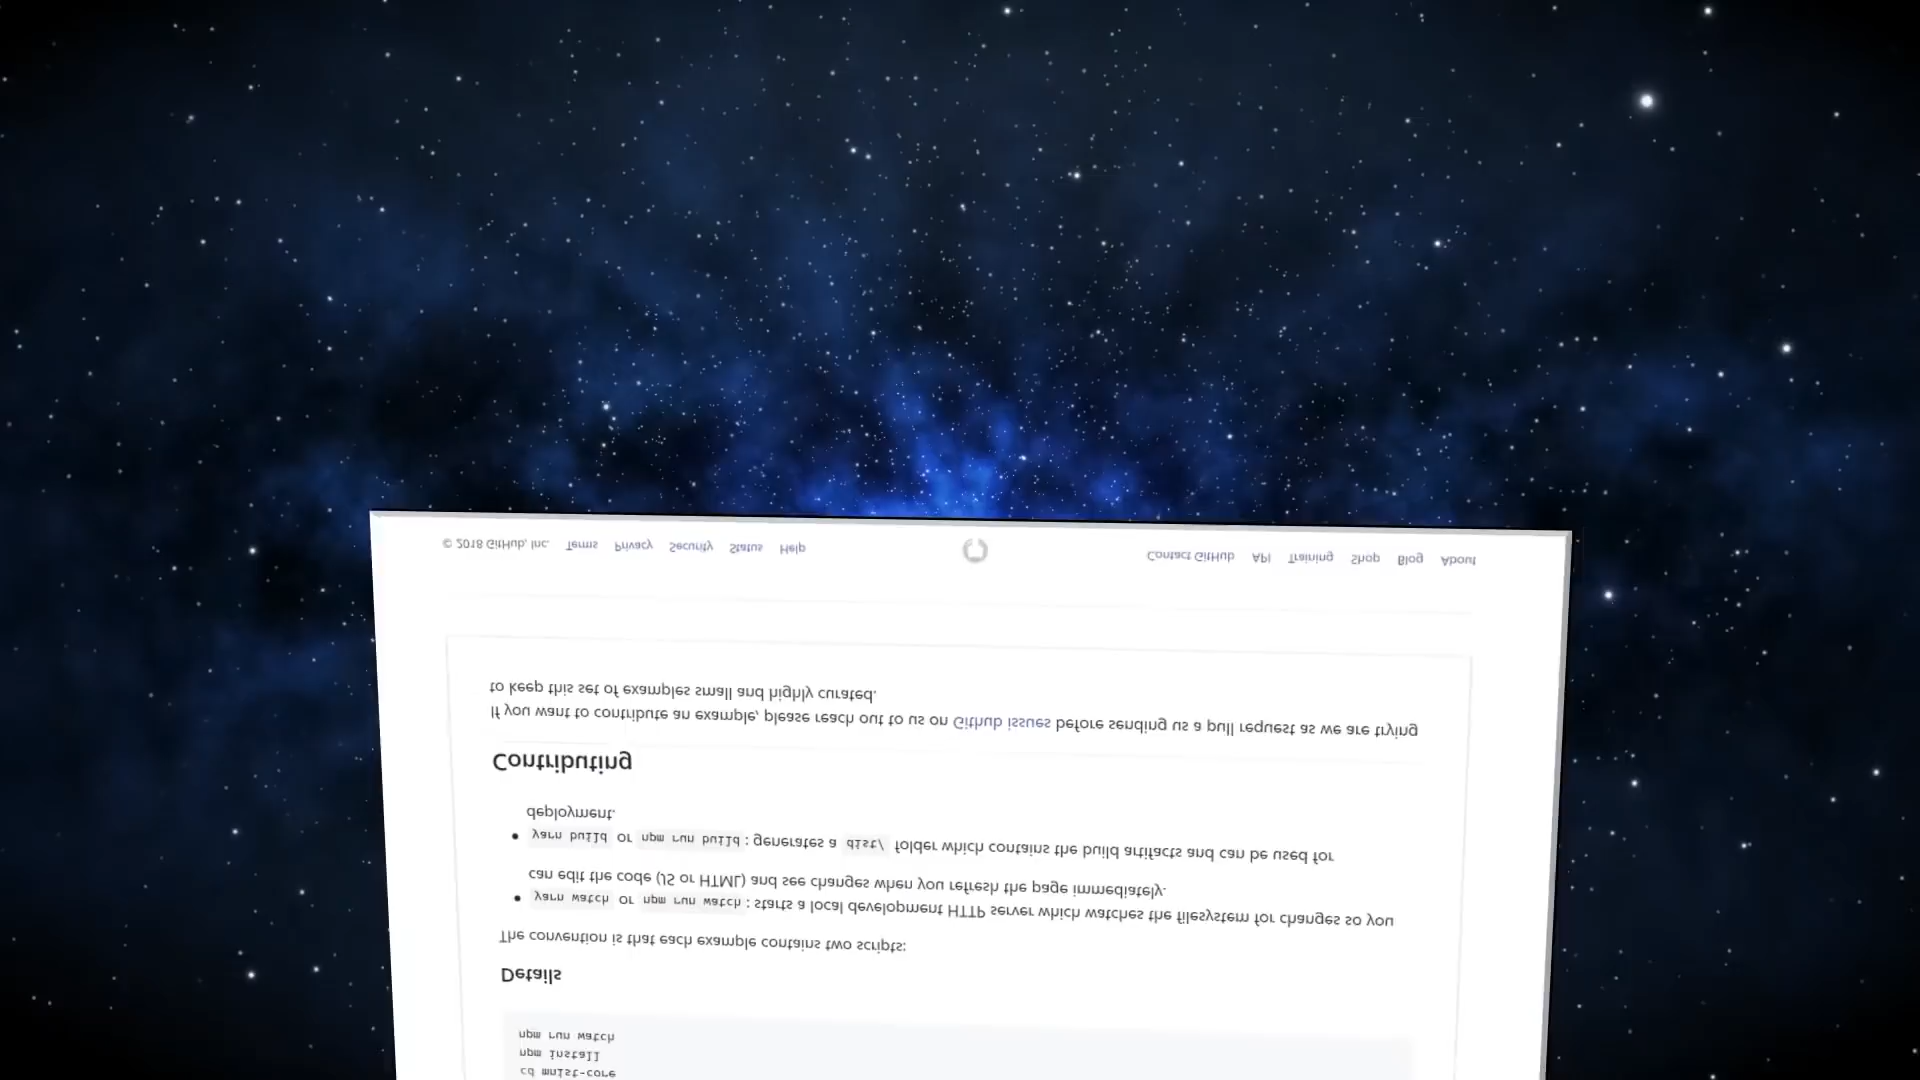 cd mnist-core
npm install
npm run watch
Details
The convention is that each example contains two scripts:
• yarn watch or npm run watch : starts a local development HTTP server which watches the filesystem for changes so you
can edit the code (JS or HTML) and see changes when you refresh the page immediately.
• yarn build or npm run build : generates a dist/ folder which contains the build artifacts and can be used for
deployment.
Contributing
If you want to contribute an example, please reach out to us on Github issues before sending us a pull request as we are trying
to keep this set of examples small and highly curated.
© 2018 GitHub, Inc. Terms Privacy Security Status Help Contact GitHub API Training Shop Blog About